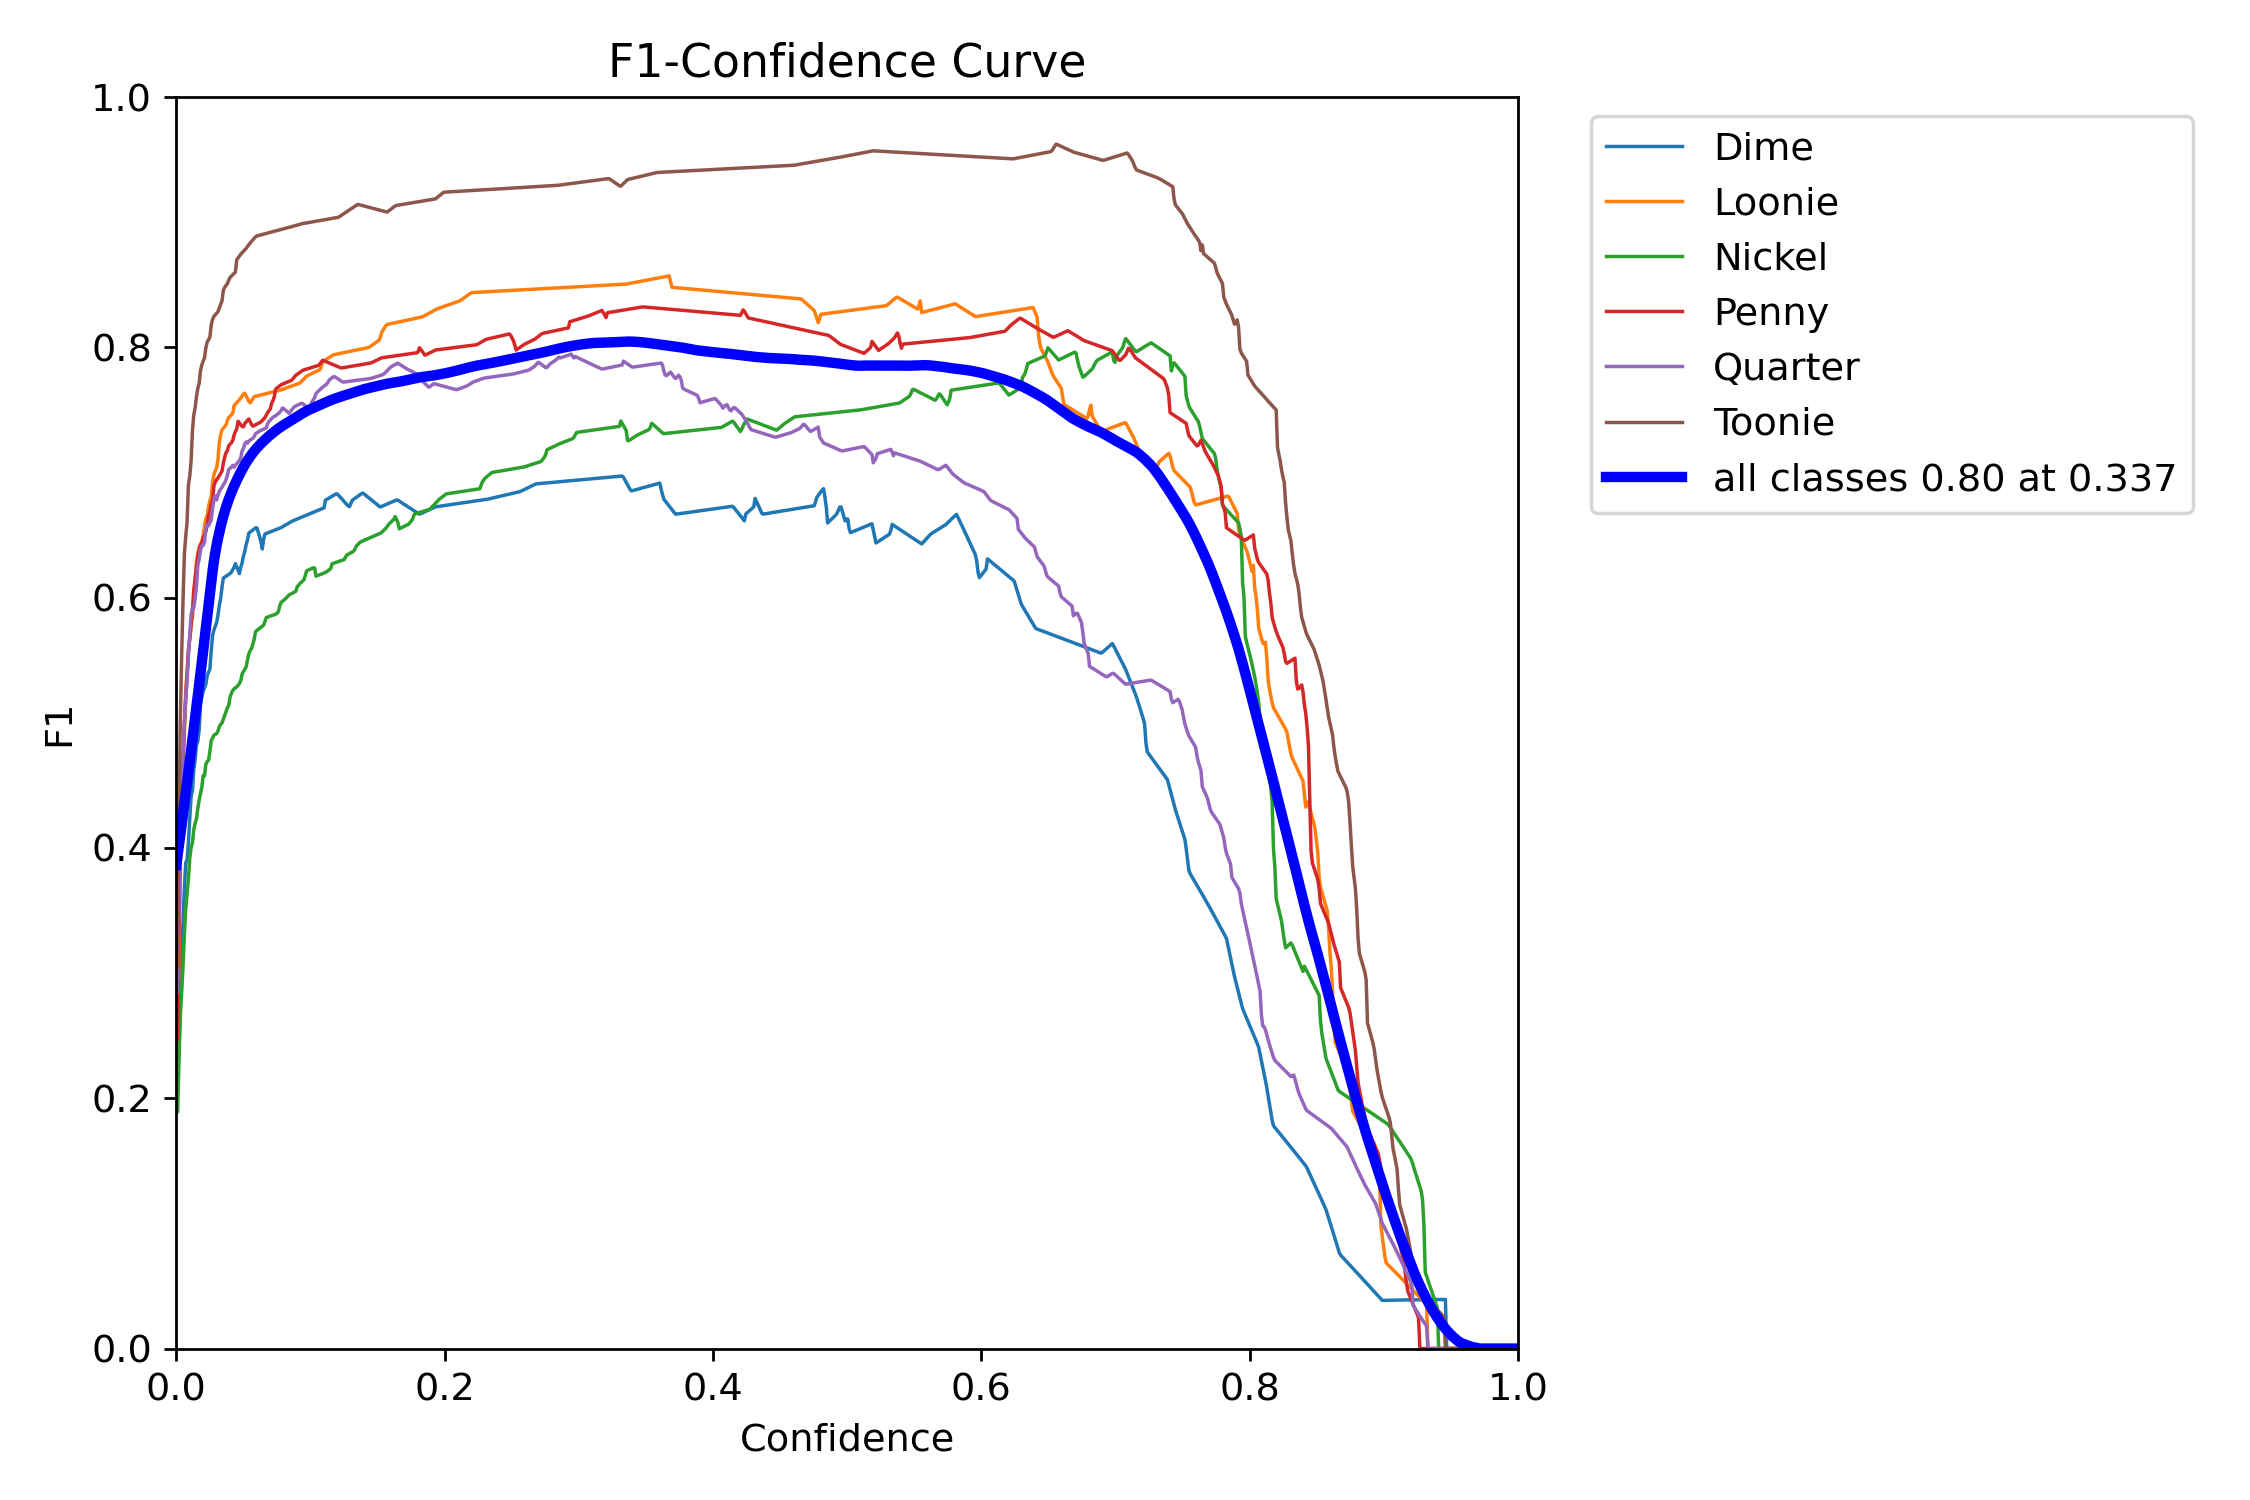 F1-Confidence Curve
1.0
0.8
0.6
0.4
0.2
0.0
F1
0.0 0.2 0.4 0.6 0.8 1.0
Confidence
Dime
Loonie
Nickel
Penny
Quarter
Toonie
all classes 0.80 at 0.337